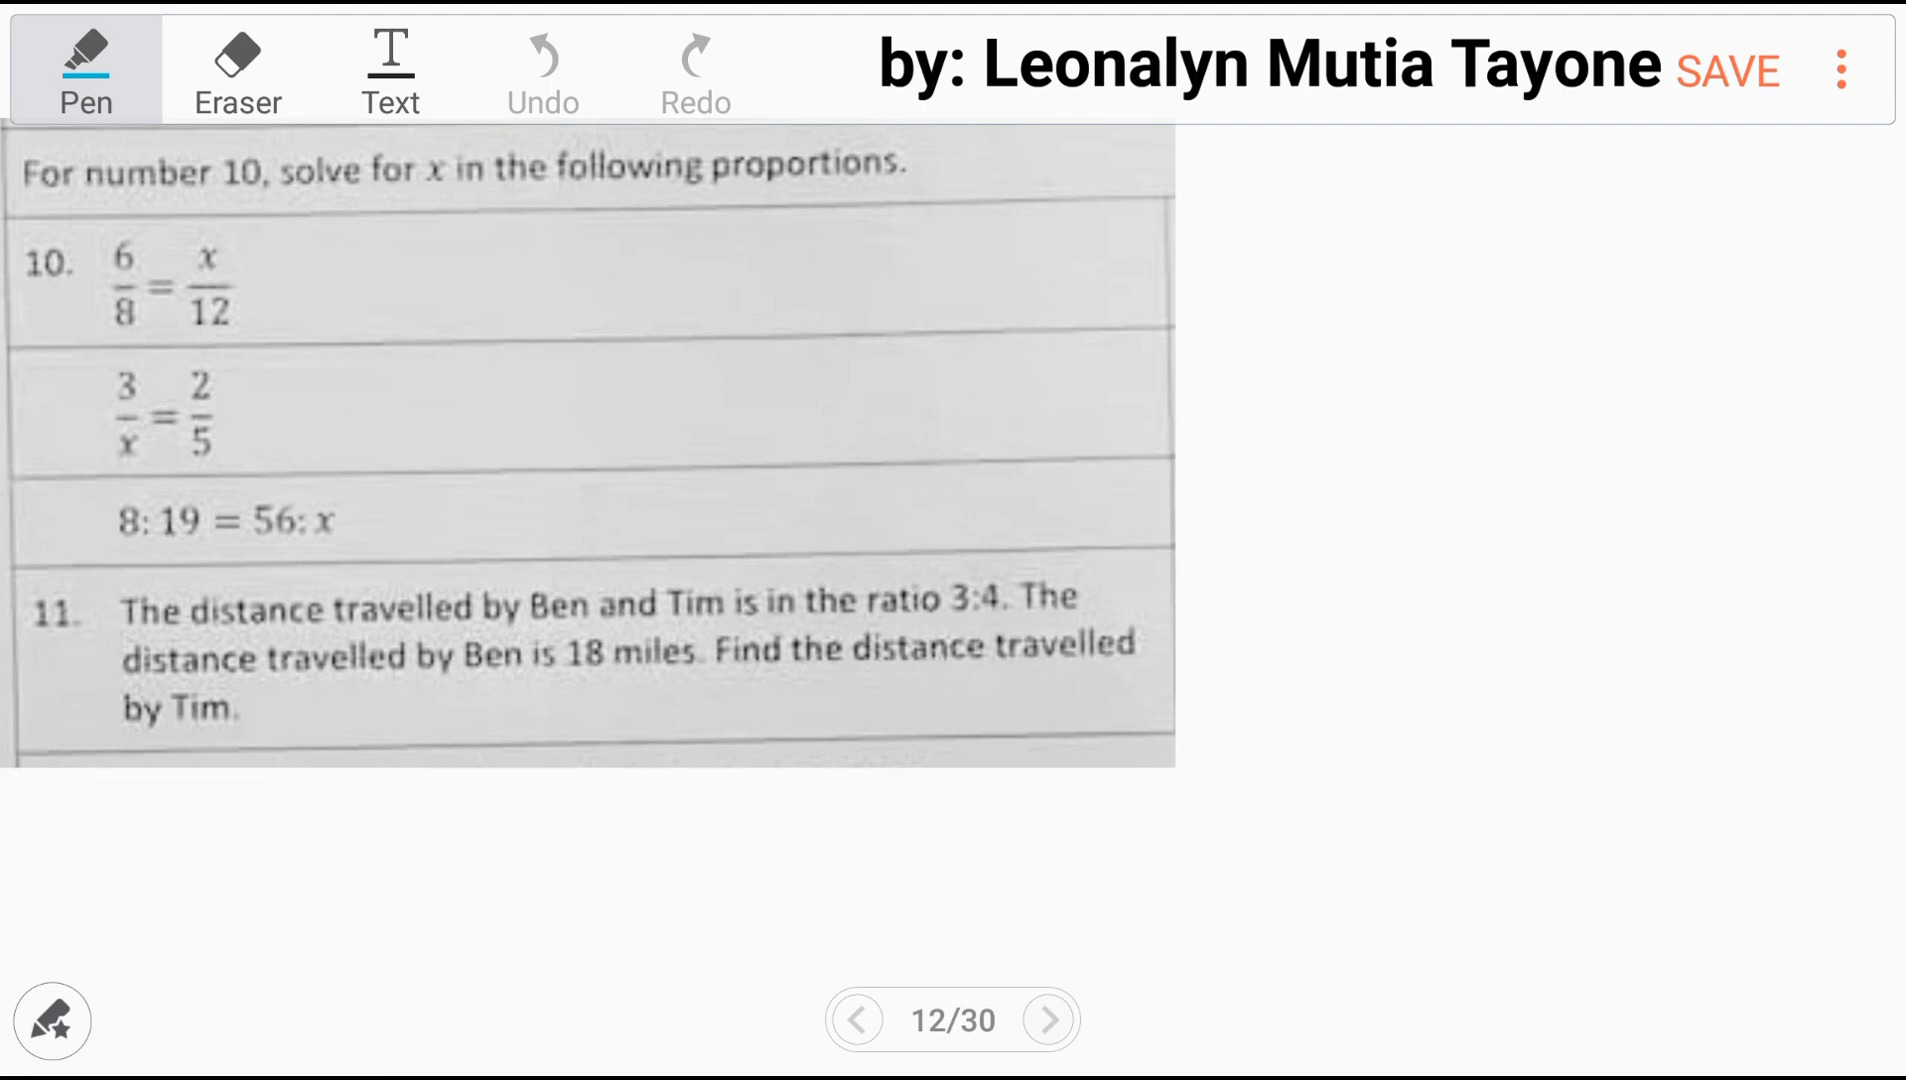 Pen
Eraser
T
Text
Undo
Redo
by: Leonalyn Mutia Tayone
SAVE
For number 10, solve for x in the following proportions.
10. 6/8 = x/12
3/x = 2/5
8: 19 = 56: x
11. The distance travelled by Ben and Tim is in the ratio 3:4. The
distance travelled by Ben is 18 miles. Find the distance travelled
by Tim.
12/30